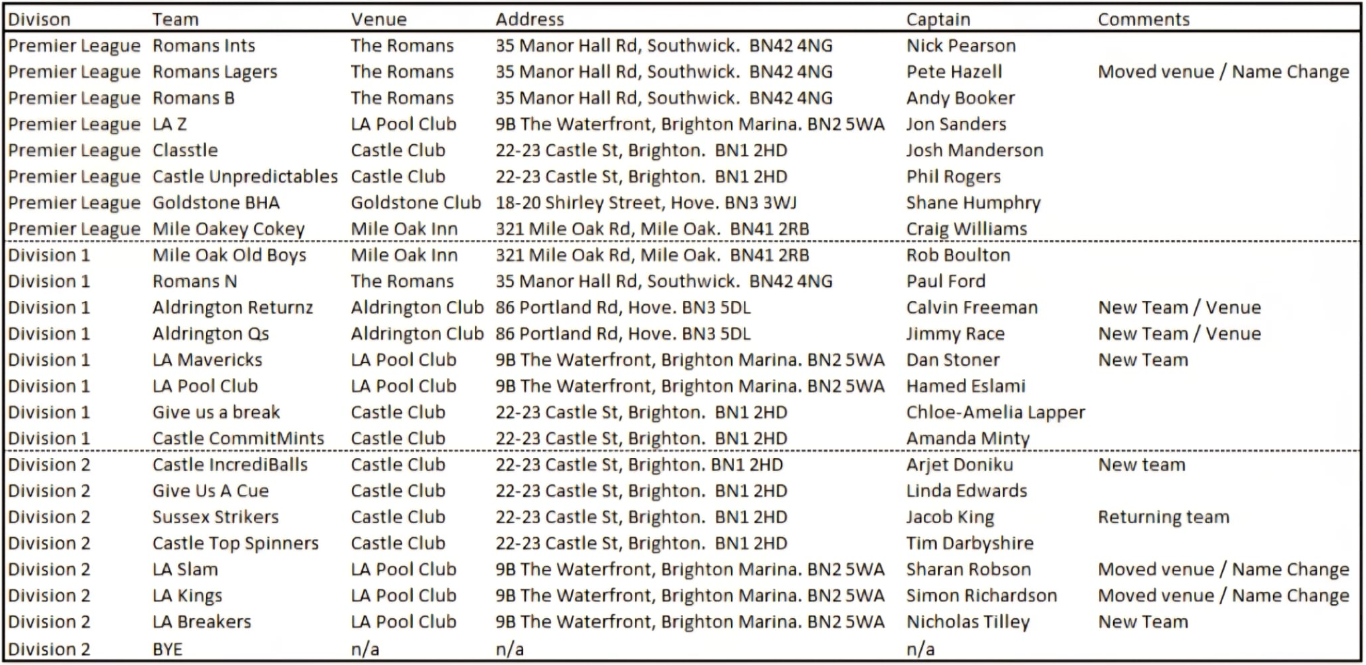 Divison Team Venue Address Captain Comments
Premier League Romans Ints The Romans 35 Manor Hall Rd, Southwick. BN42 4NG Nick Pearson
Premier League Romans Lagers The Romans 35 Manor Hall Rd, Southwick. BN42 4NG Pete Hazell Moved venue / Name Change
Premier League Romans B The Romans 35 Manor Hall Rd, Southwick. BN42 4NG Andy Booker
Premier League LA Z LA Pool Club 9B The Waterfront, Brighton Marina. BN2 5WA Jon Sanders
Premier League Classtle Castle Club 22-23 Castle St, Brighton. BN1 2HD Josh Manderson
Premier League Castle Unpredictables Castle Club 22-23 Castle St, Brighton. BN1 2HD Phil Rogers
Premier League Goldstone BHA Goldstone Club 18-20 Shirley Street, Hove. BN3 3WJ Shane Humphry
Premier League Mile Oakey Cokey Mile Oak Inn 321 Mile Oak Rd, Mile Oak. BN41 2RB Craig Williams
Division 1 Mile Oak Old Boys Mile Oak Inn 321 Mile Oak Rd, Mile Oak. BN41 2RB Rob Boulton
Division 1 Romans N The Romans 35 Manor Hall Rd, Southwick. BN42 4NG Paul Ford
Division 1 Aldrington Returnz Aldrington Club 86 Portland Rd, Hove. BN3 5DL Calvin Freeman New Team / Venue
Division 1 Aldrington Qs Aldrington Club 86 Portland Rd, Hove. BN3 5DL Jimmy Race New Team / Venue
Division 1 LA Mavericks LA Pool Club 9B The Waterfront, Brighton Marina. BN2 5WA Dan Stoner New Team
Division 1 LA Pool Club LA Pool Club 9B The Waterfront, Brighton Marina. BN2 5WA Hamed Eslami
Division 1 Give us a break Castle Club 22-23 Castle St, Brighton. BN1 2HD Chloe-Amelia Lapper
Division 1 Castle CommitMints Castle Club 22-23 Castle St, Brighton. BN1 2HD Amanda Minty
Division 2 Castle IncrediBalls Castle Club 22-23 Castle St, Brighton. BN1 2HD Arjet Doniku New team
Division 2 Give Us A Cue Castle Club 22-23 Castle St, Brighton. BN1 2HD Linda Edwards
Division 2 Sussex Strikers Castle Club 22-23 Castle St, Brighton. BN1 2HD Jacob King Returning team
Division 2 Castle Top Spinners Castle Club 22-23 Castle St, Brighton. BN1 2HD Tim Darbyshire
Division 2 LA Slam LA Pool Club 9B The Waterfront, Brighton Marina. BN2 5WA Sharan Robson Moved venue / Name Change
Division 2 LA Kings LA Pool Club 9B The Waterfront, Brighton Marina. BN2 5WA Simon Richardson Moved venue / Name Change
Division 2 LA Breakers LA Pool Club 9B The Waterfront, Brighton Marina. BN2 5WA Nicholas Tilley New Team
Division 2 BYE n/a n/a n/a